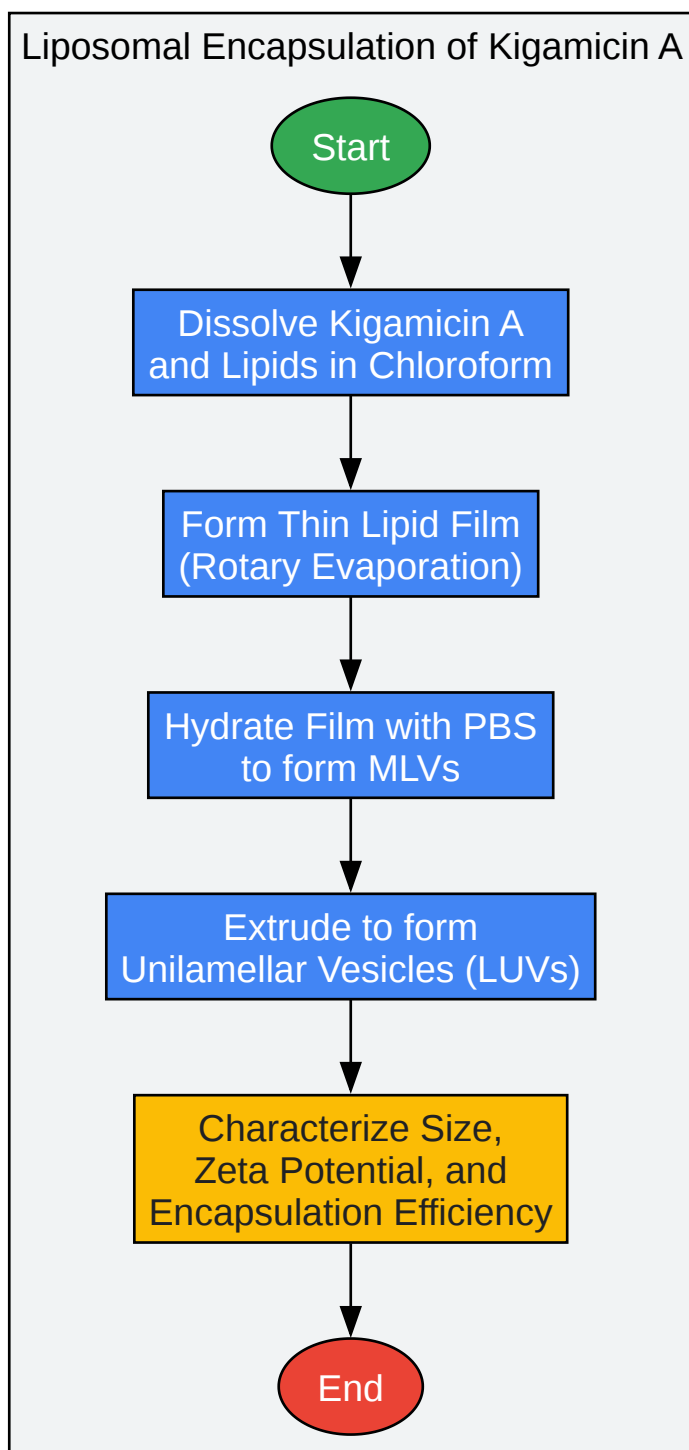 Liposomal Encapsulation of Kigamicin A
Start
Dissolve Kigamicin A
and Lipids in Chloroform
Form Thin Lipid Film
(Rotary Evaporation)
Hydrate Film with PBS
to form MLVs
Extrude to form
Unilamellar Vesicles (LUVs)
Characterize Size,
Zeta Potential, and
Encapsulation Efficiency
End